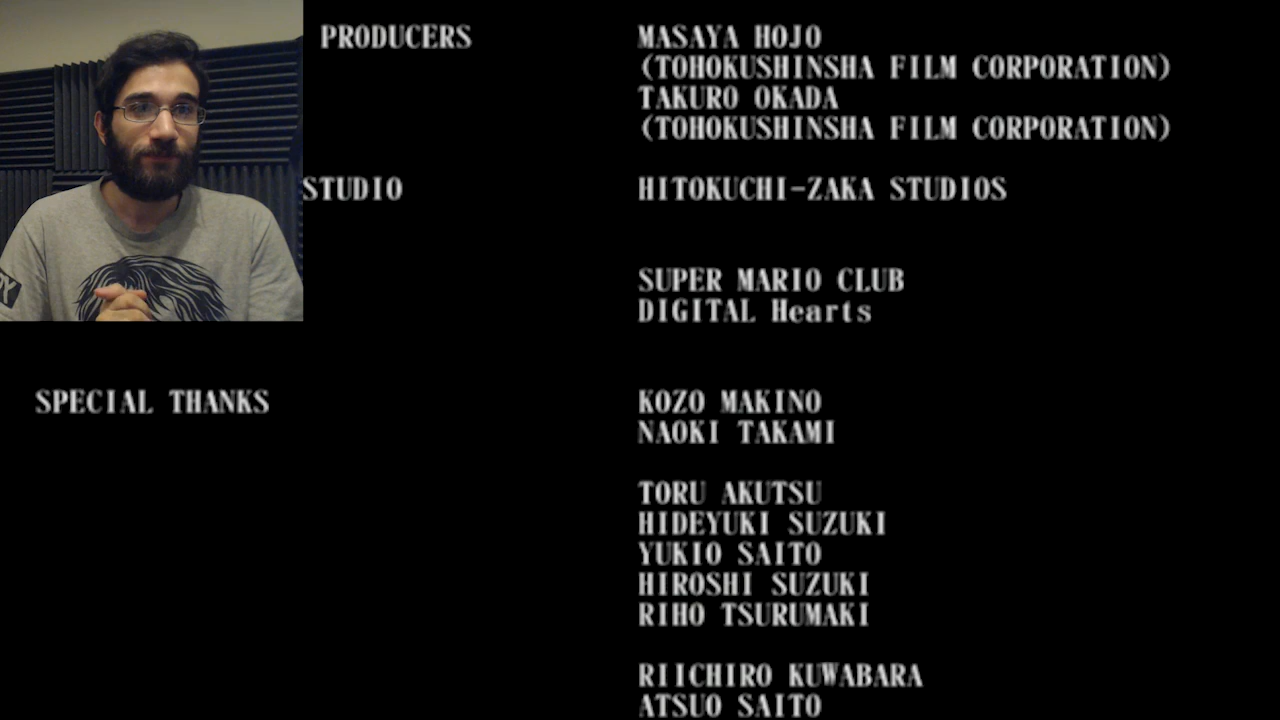 PRODUCERS MASAYA HOJO
(TOHOKUSHINSHA FILM CORPORATION)
TAKURO OKADA
(TOHOKUSHINSHA FILM CORPORATION)
STUDIO HITOKUCHI-ZAKA STUDIOS
SUPER MARIO CLUB
DIGITAL Hearts
SPECIAL THANKS KOZO MAKINO
NAOKI TAKAMI
TORU AKUTSU
HIDEYUKI SUZUKI
YUKIO SAITO
HIROSHI SUZUKI
RIHO TSURUMAKI
RIICHIRO KUWABARA
ATSUO SAITO